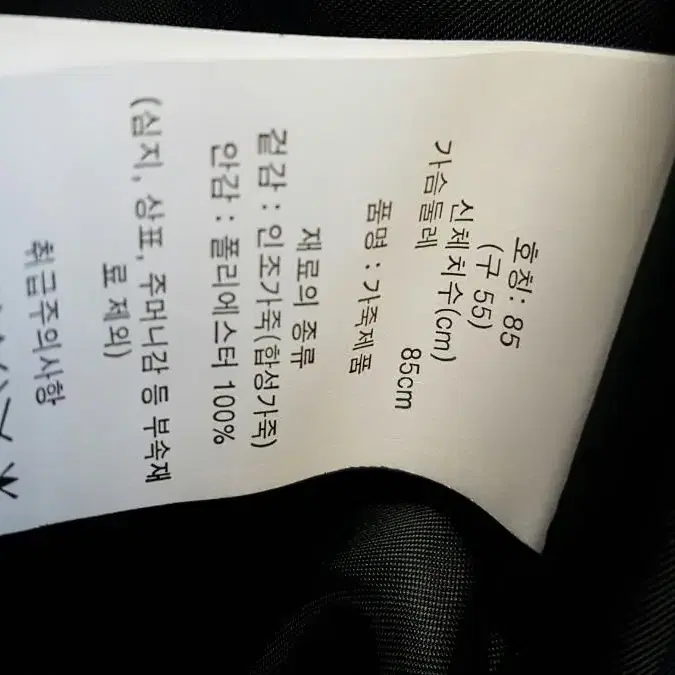 호칭: 85
(구 55)
신체치수(cm)
가슴둘레
85cm
품명 : 가죽제품
재료의 종류
겉감 : 인조가죽(합성가죽)
안감 : 폴리에스터 100%
(심지, 상표, 주머니감 등 부속재
료 제외)
취급주의사항